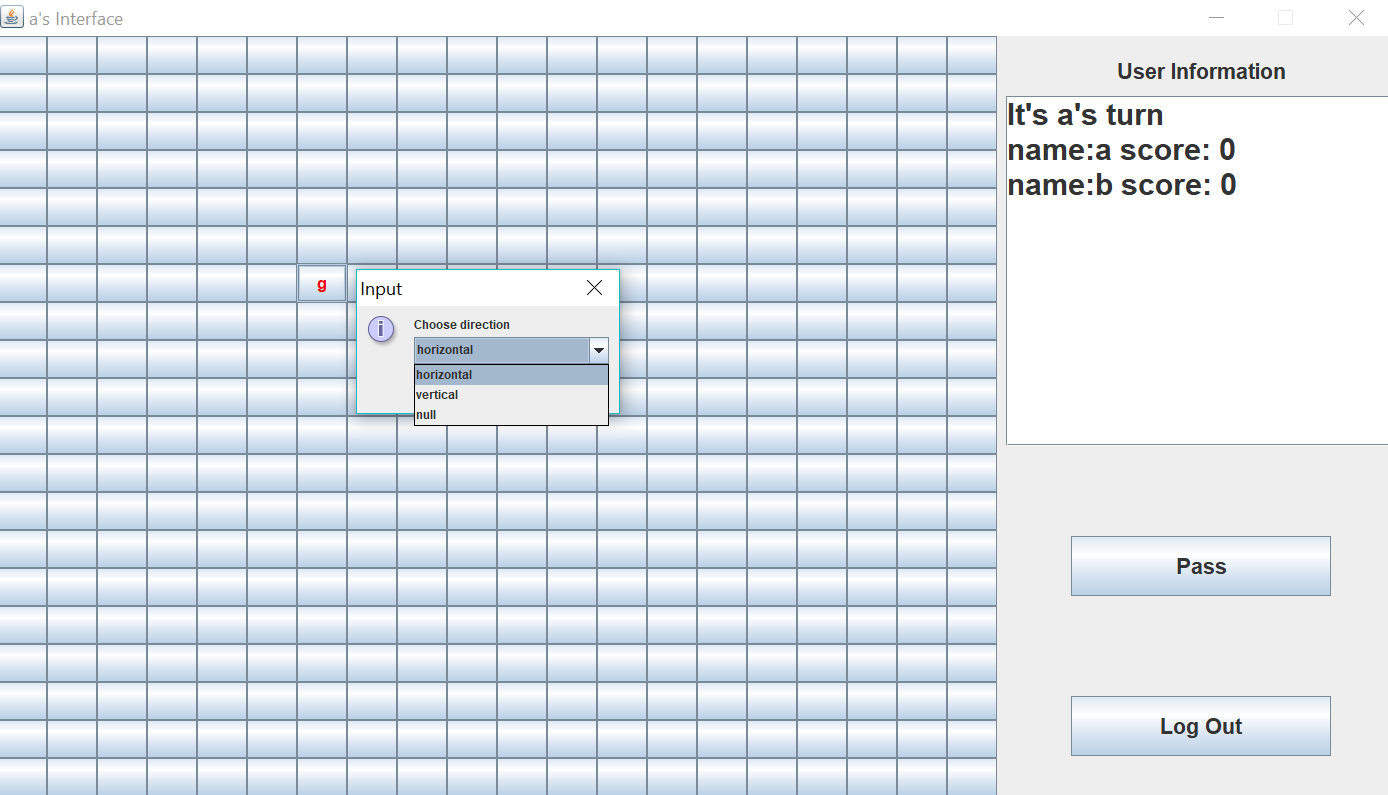 a's Interface
User Information
It's a's turn
name:a score: 0
name:b score: 0
g
Input
i
Choose direction
horizontal
horizontal
vertical
null
Pass
Log Out